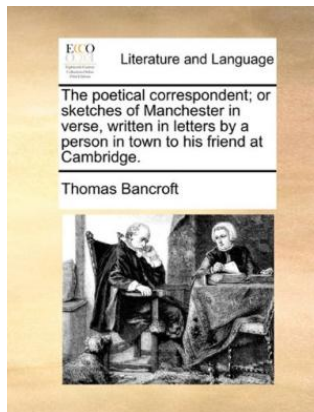 ECCO
Literature and Language
The poetical correspondent; or
sketches of Manchester in
verse, written in letters by a
person in town to his friend at
Cambridge.
Thomas Bancroft